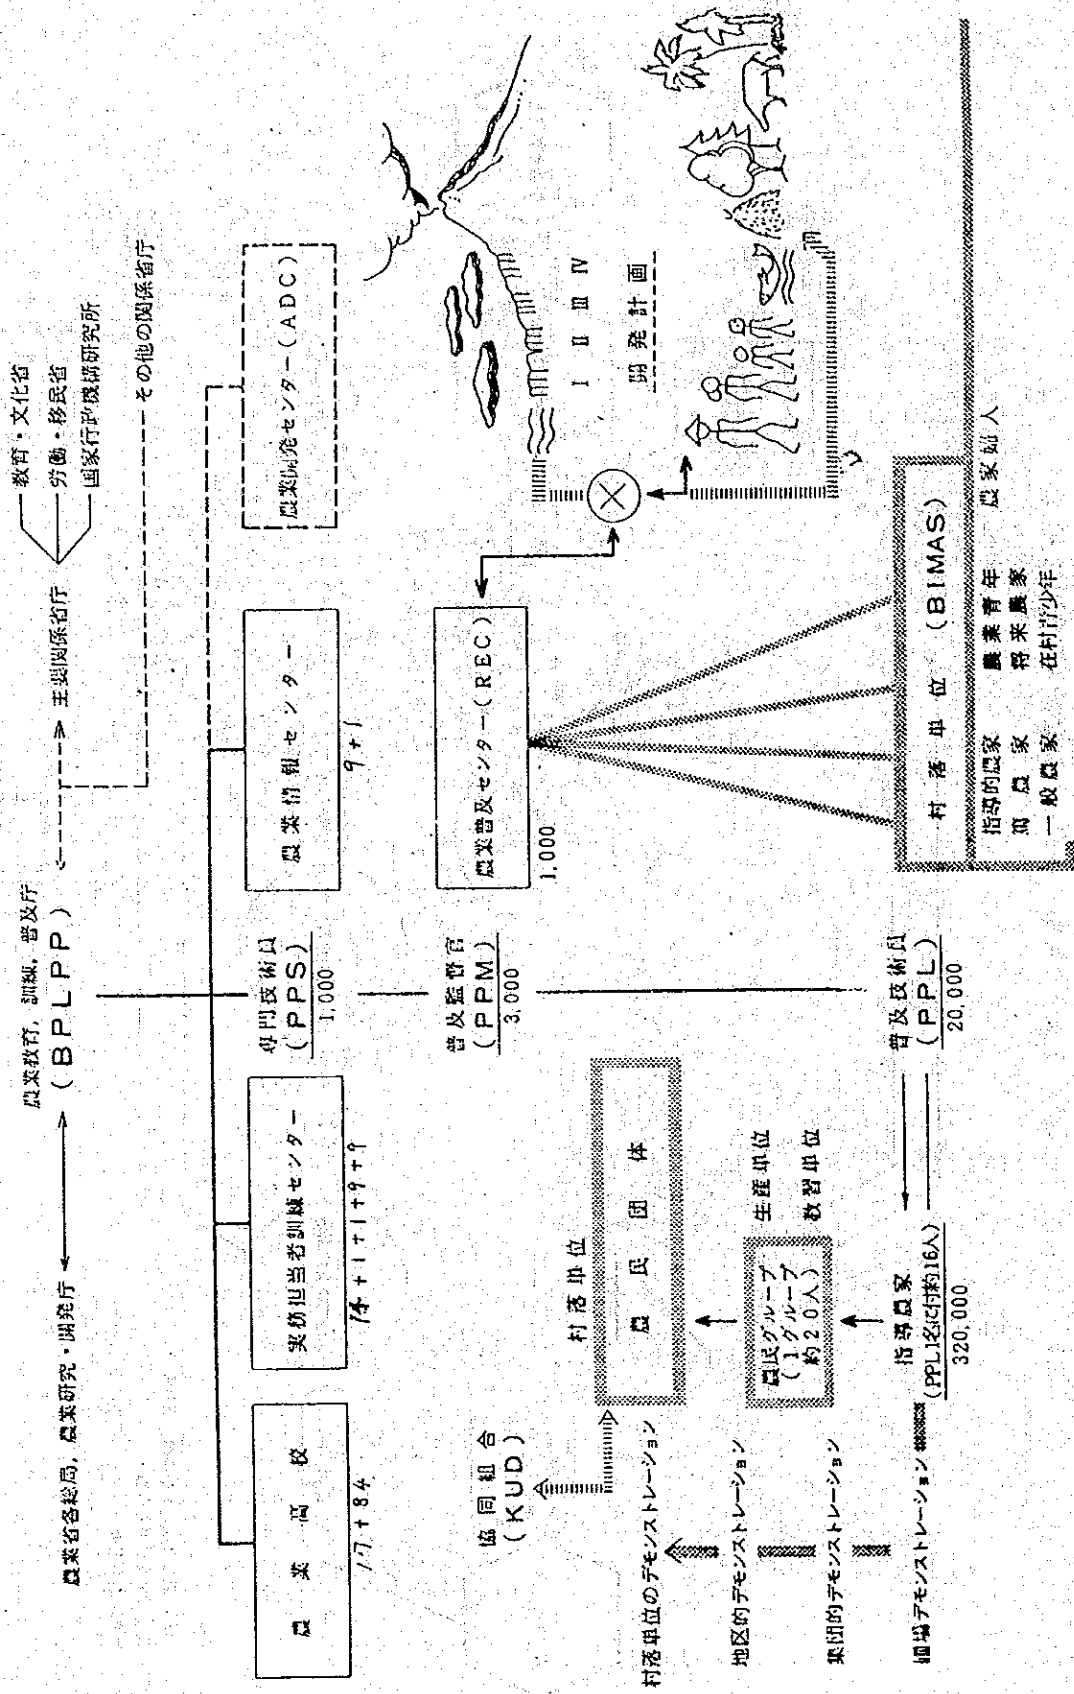 農業教育,訓練,普及庁
(BPLPP)
農業省各総局,農業研究・開発庁
主要関係省庁
教育・文化省
労働・移民省
国家行政機構研究所
その他の関係省庁
農業高校
17+84
実務担当者訓練センター
+1+1+9+9
専門技術員
(PPS)
1,000
農業情報センター
9+1
農業開発センター(ADC)
普及監督官
(PPM)
3,000
農業普及センター(REC)
1,000
I II III IV
開発計画
協同組合
(KUD)
村落単位
農民団体
村落単位のデモンストレーション
地区的デモンストレーション
集団的デモンストレーション
圃場デモンストレーション
農民グループ
(1グループ
約20人)
生産単位
教習単位
指導農家
(PPL1名に付約16人)
320,000
普及技術員
(PPL)
20,000
村落単位 (BIMAS)
指導的農家 農業青年 農家婦人
篤農家 将来農家
一般農家 在村青少年